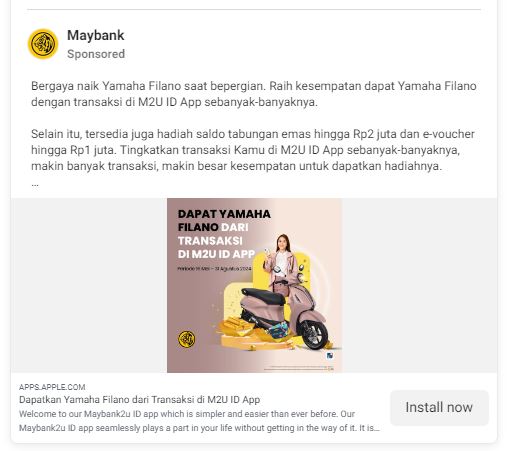 Maybank
Sponsored
Bergaya naik Yamaha Filano saat bepergian. Raih kesempatan dapat Yamaha Filano
dengan transaksi di M2U ID App sebanyak-banyaknya.
Selain itu, tersedia juga hadiah saldo tabungan emas hingga Rp2 juta dan e-voucher
hingga Rp1 juta. Tingkatkan transaksi Kamu di M2U ID App sebanyak-banyaknya,
makin banyak transaksi, makin besar kesempatan untuk dapatkan hadiahnya.
...
DAPAT YAMAHA
FILANO DARI
TRANSAKSI
DI M2U ID APP
Periode 16 Mei – 31 Agustus 2024
APPS.APPLE.COM
Dapatkan Yamaha Filano dari Transaksi di M2U ID App
Welcome to our Maybank2u ID app which is simpler and easier than ever before. Our
Maybank2u ID app seamlessly plays a part in your life without getting in the way of it. It is...
Install now